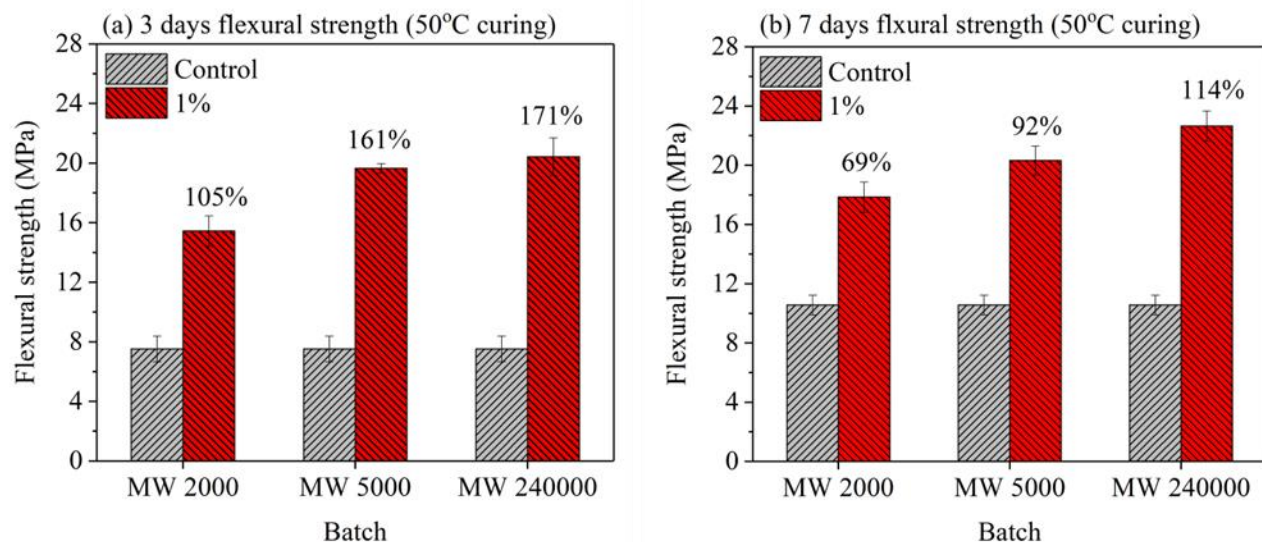 (a) 3 days flexural strength (50°C curing)
28
24
20
16
12
8
4
0
Flexural strength (MPa)
Control
1%
105%
161%
171%
MW 2000
MW 5000
MW 240000
Batch
(b) 7 days flxural strength (50°C curing)
28
24
20
16
12
8
4
0
Flexural strength (MPa)
Control
1%
69%
92%
114%
MW 2000
MW 5000
MW 240000
Batch